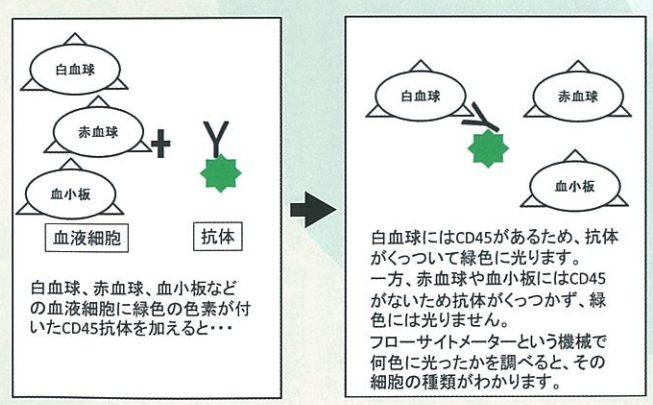 白血球
赤血球
血小板
血液細胞
抗体
白血球、赤血球、血小板など
の血液細胞に緑色の色素が付
いたCD45抗体を加えると・・・
白血球
赤血球
血小板
白血球にはCD45があるため、抗体
がくっついて緑色に光ります。
一方、赤血球や血小板にはCD45
がないため抗体がくっつかず、緑
色には光りません。
フローサイトメーターという機械で
何色に光ったかを調べると、その
細胞の種類がわかります。